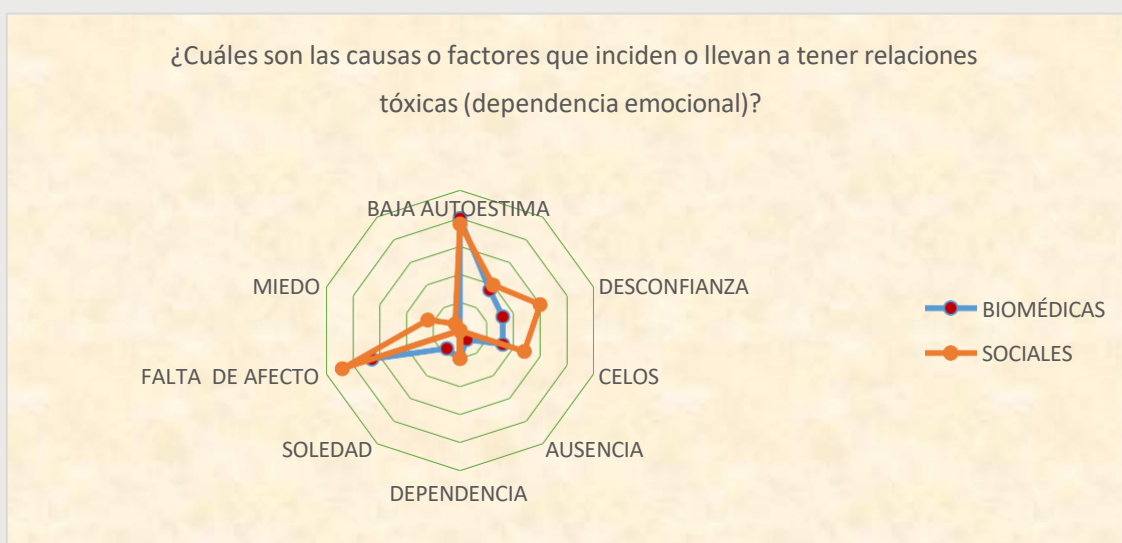 ¿Cuáles son las causas o factores que inciden o llevan a tener relaciones
tóxicas (dependencia emocional)?
BAJA AUTOESTIMA
MIEDO
DESCONFIANZA
BIOMÉDICAS
SOCIALES
FALTA DE AFECTO
CELOS
SOLEDAD
AUSENCIA
DEPENDENCIA